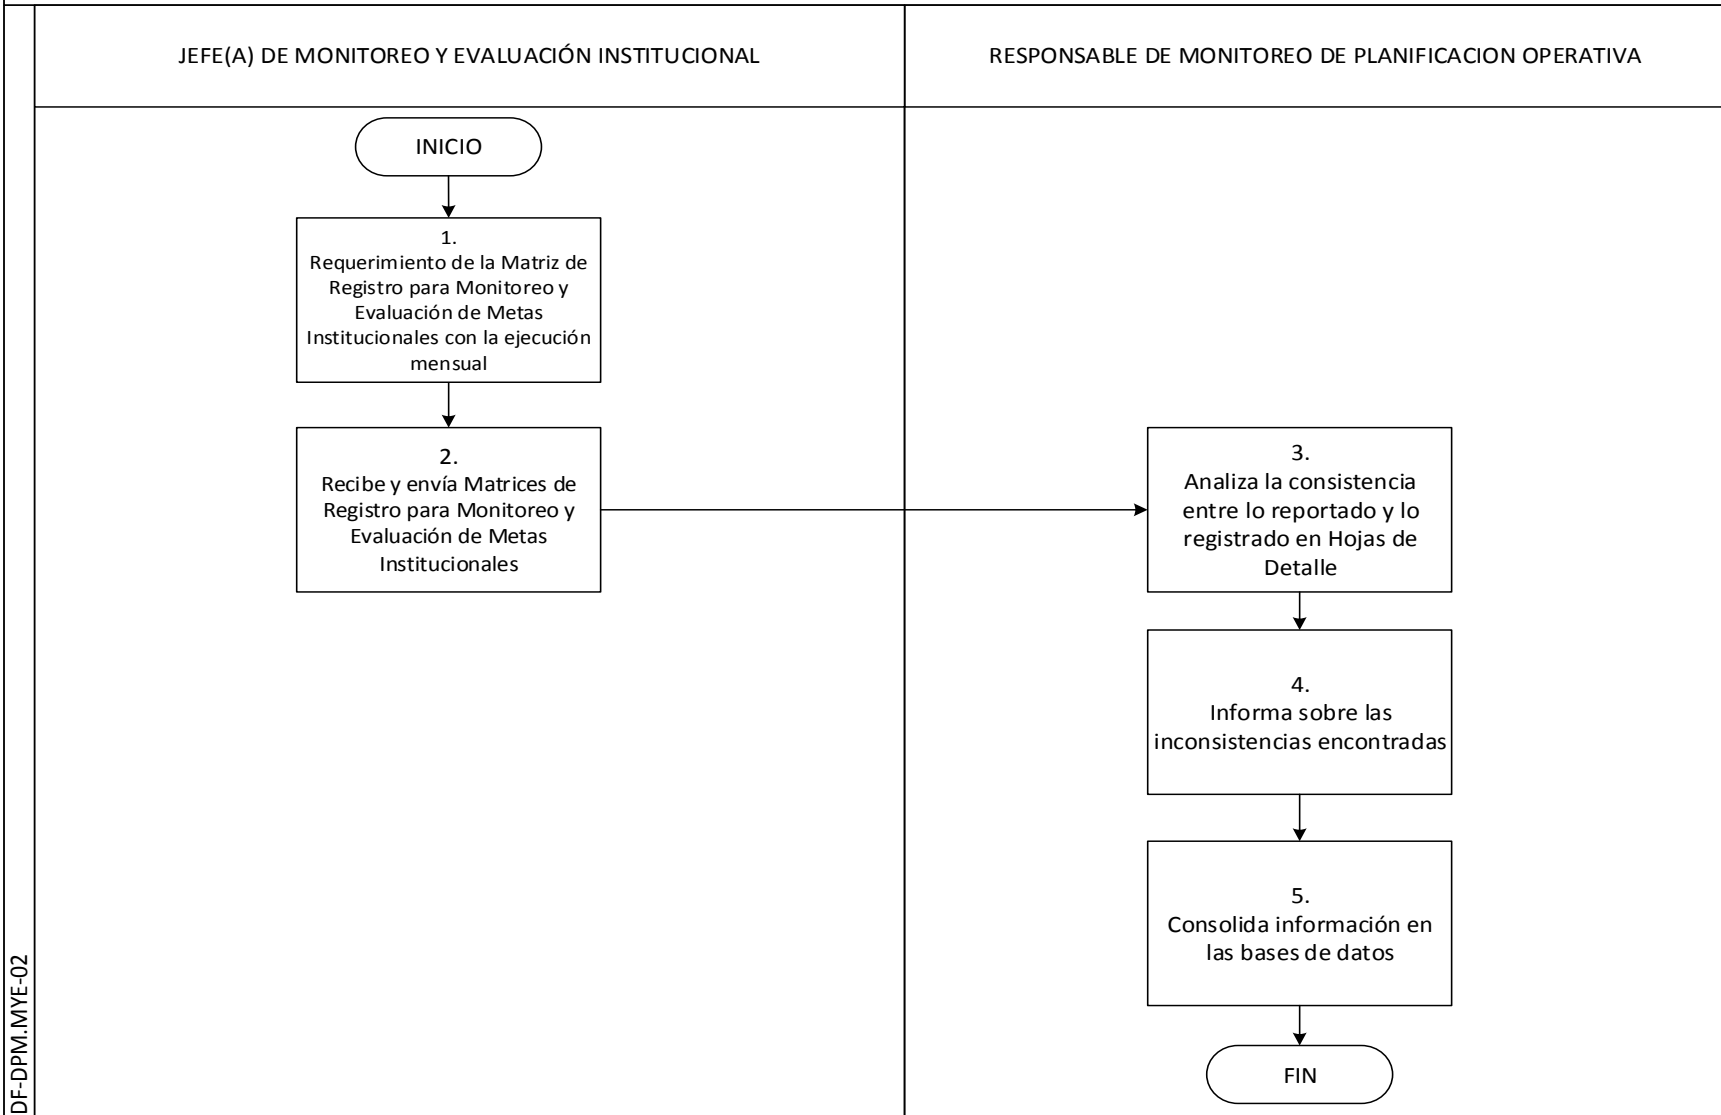 JEFE(A) DE MONITOREO Y EVALUACIÓN INSTITUCIONAL
RESPONSABLE DE MONITOREO DE PLANIFICACION OPERATIVA
INICIO
1.
Requerimiento de la Matriz de
Registro para Monitoreo y
Evaluación de Metas
Institucionales con la ejecución
mensual
2.
Recibe y envía Matrices de
Registro para Monitoreo y
Evaluación de Metas
Institucionales
3.
Analiza la consistencia
entre lo reportado y lo
registrado en Hojas de
Detalle
4.
Informa sobre las
inconsistencias encontradas
5.
Consolida información en
las bases de datos
FIN
DF-DPM.MYE-02